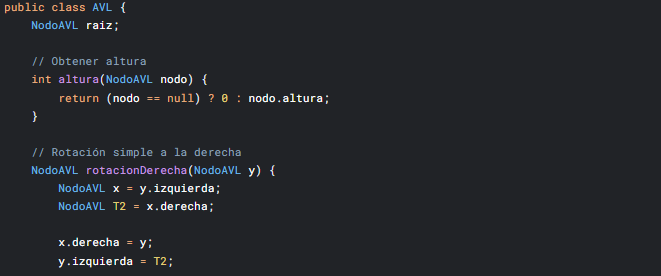 public class AVL {
    NodoAVL raiz;

    // Obtener altura
    int altura(NodoAVL nodo) {
        return (nodo == null) ? 0 : nodo.altura;
    }

    // Rotación simple a la derecha
    NodoAVL rotacionDerecha(NodoAVL y) {
        NodoAVL x = y.izquierda;
        NodoAVL T2 = x.derecha;

        x.derecha = y;
        y.izquierda = T2;